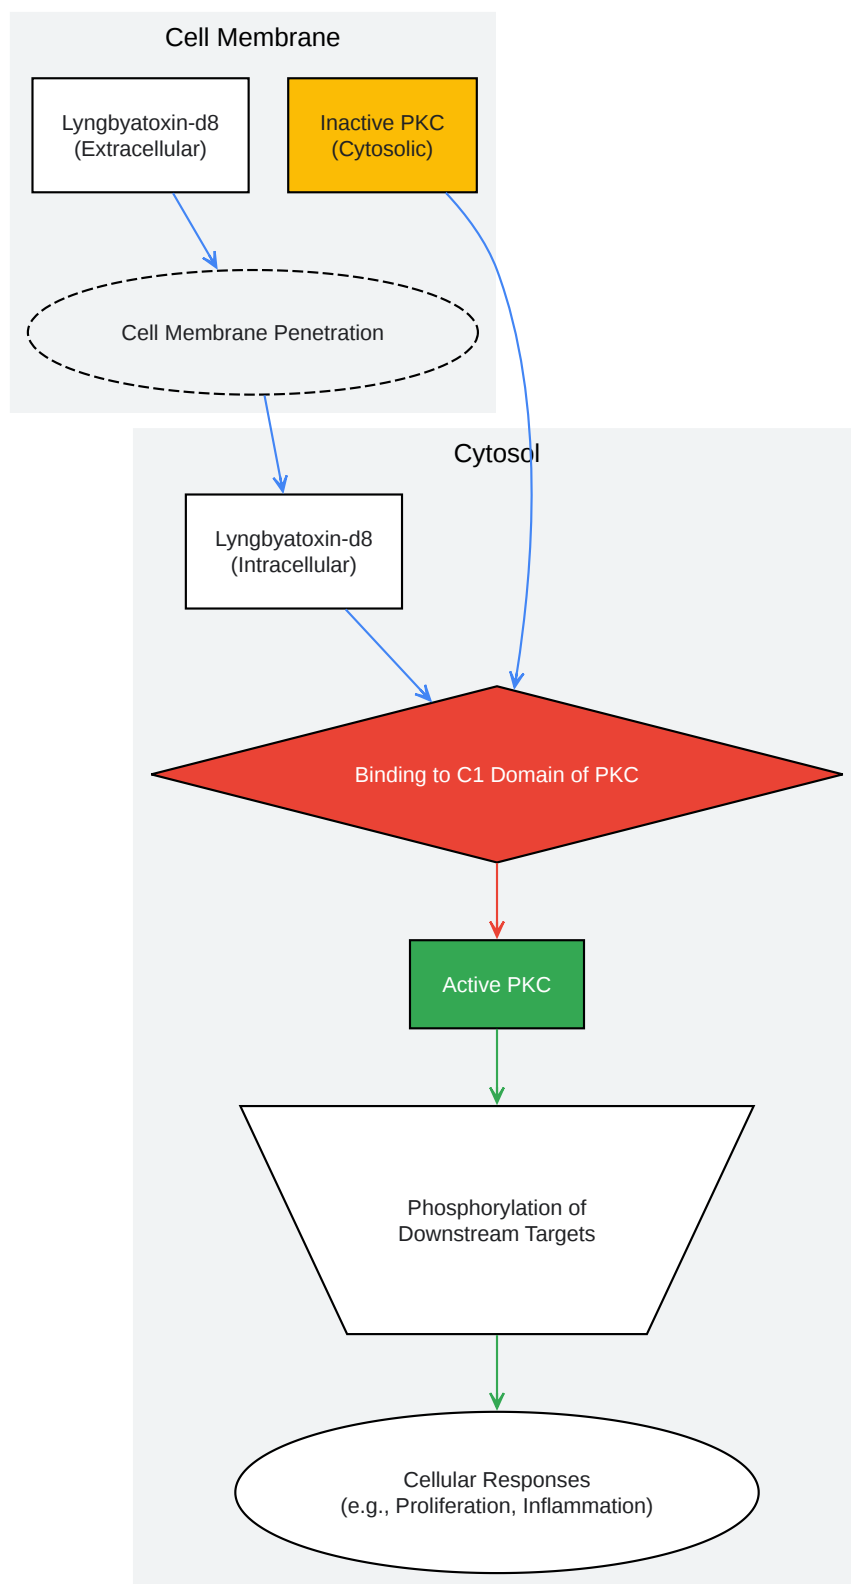 Cell Membrane
Lyngbyatoxin-d8
(Extracellular)
Inactive PKC
(Cytosolic)
Cell Membrane Penetration
Cytosol
Lyngbyatoxin-d8
(Intracellular)
Binding to C1 Domain of PKC
Active PKC
Phosphorylation of
Downstream Targets
Cellular Responses
(e.g., Proliferation, Inflammation)